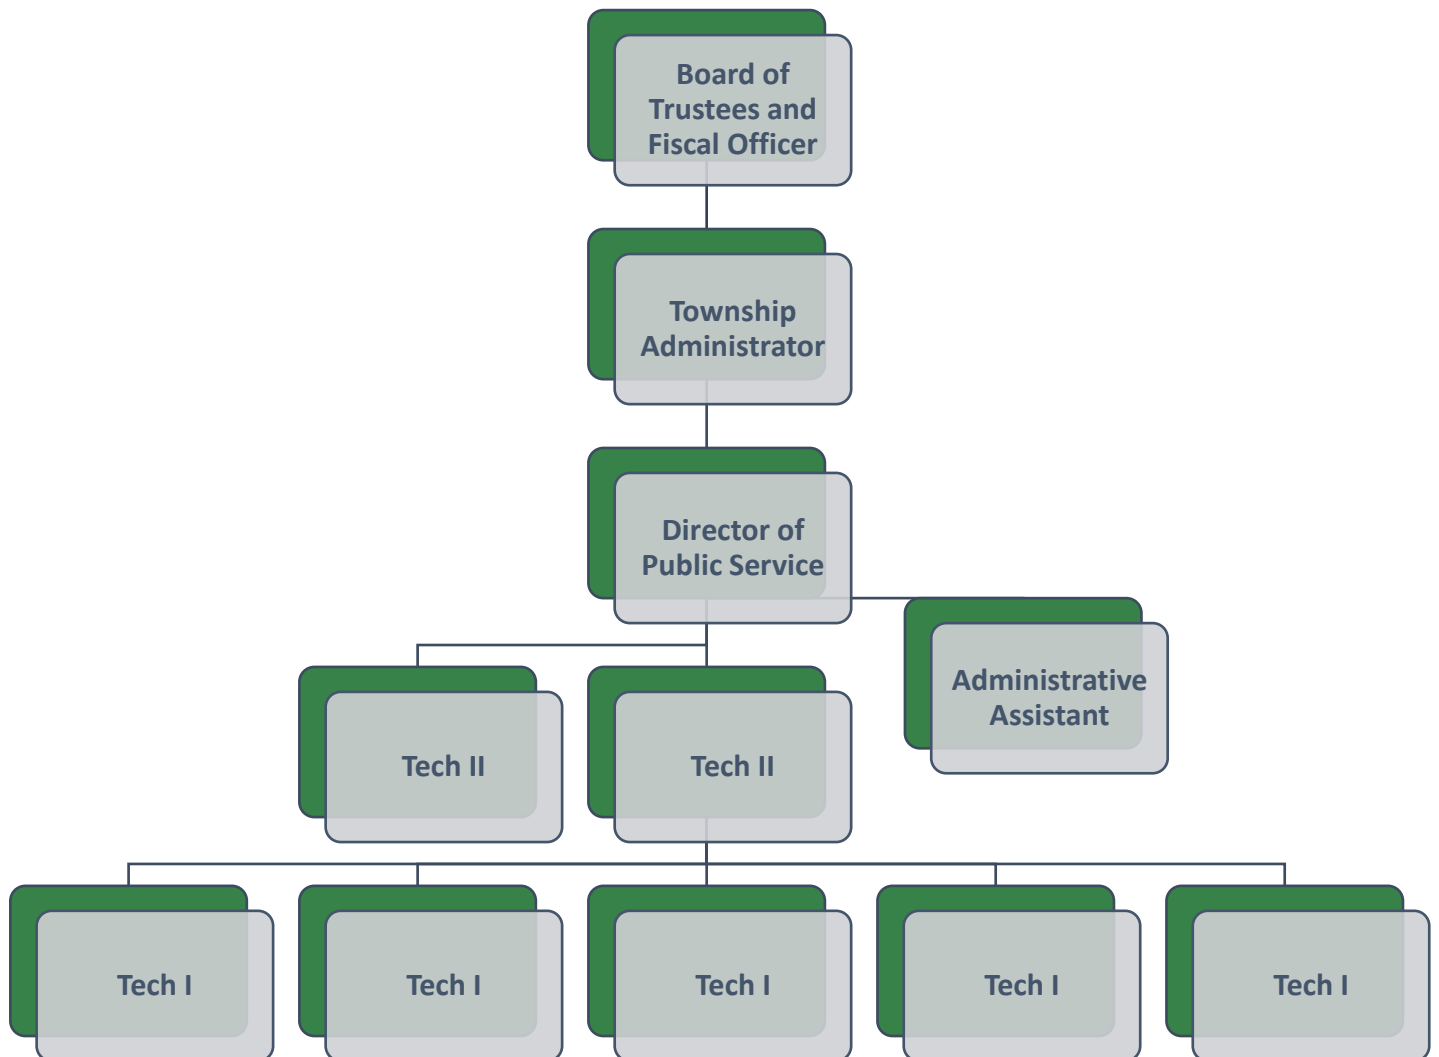 Board of
Trustees and
Fiscal Officer
Township
Administrator
Director of
Public Service
Administrative
Assistant
Tech II
Tech II
Tech I
Tech I
Tech I
Tech I
Tech I